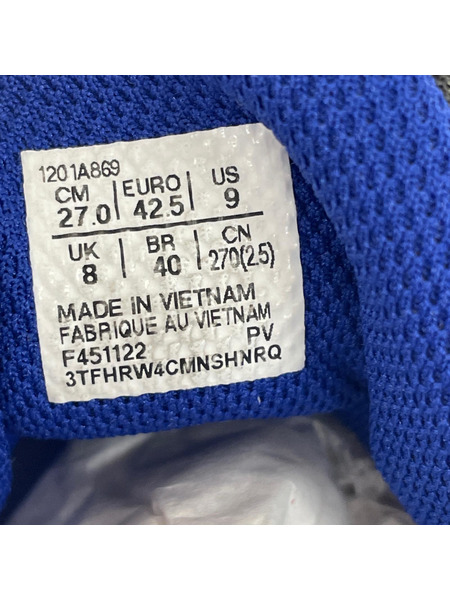 1201A869
CM EURO US
27.0 42.5 9
UK BR CN
8 40 270(2.5)
MADE IN VIETNAM
FABRIQUE AU VIETNAM
F451122 PV
3TFHRW4CMNSHNRQ